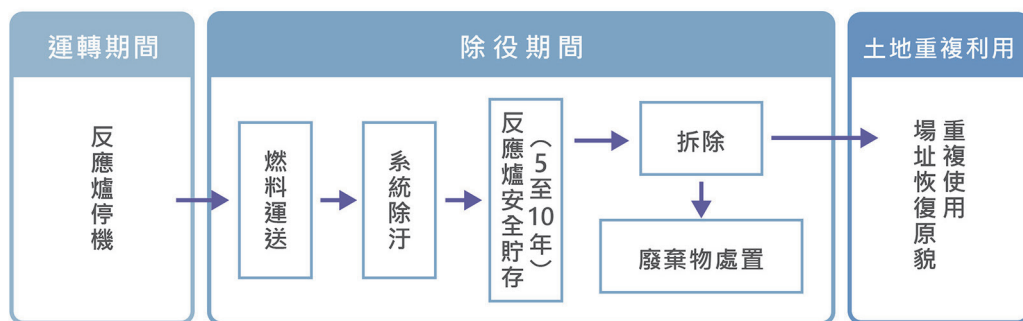 運轉期間
除役期間
土地重複利用
反應爐停機
燃料運送
系統除汙
反應爐安全貯存
（5至10年）
拆除
廢棄物處置
重複使用
場址恢復原貌